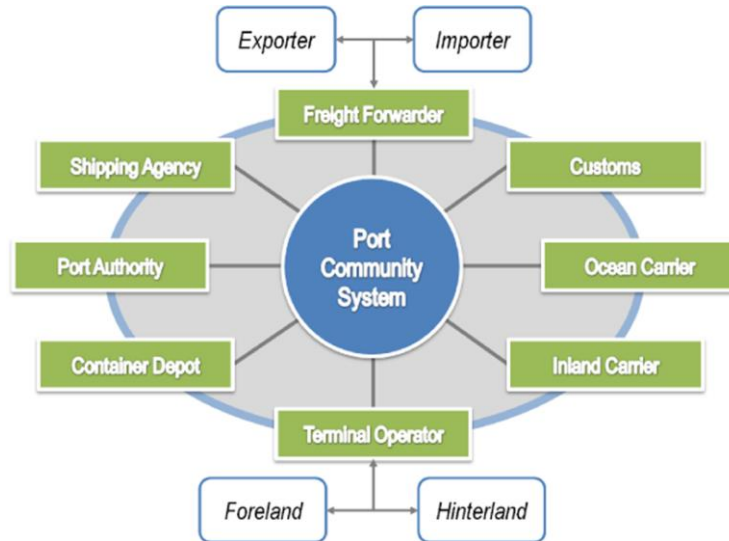 Exporter
Importer
Freight Forwarder
Shipping Agency
Customs
Port
Community
System
Port Authority
Ocean Carrier
Container Depot
Inland Carrier
Terminal Operator
Foreland
Hinterland